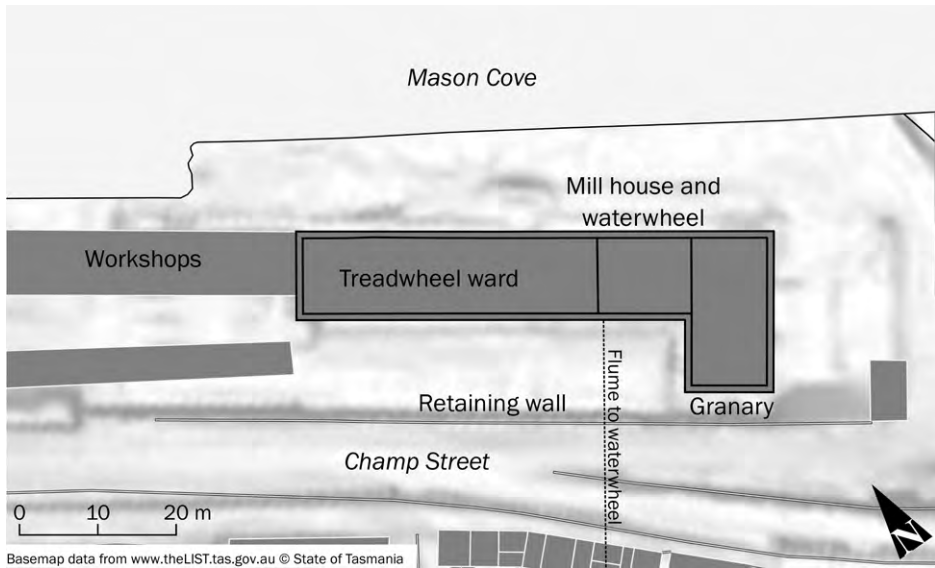 Mason Cove
Mill house and
waterwheel
Workshops
Treadwheel ward
Flume to waterwheel
Retaining wall
Granary
Champ Street
0 10 20 m
N
Basemap data from www.theLIST.tas.gov.au © State of Tasmania